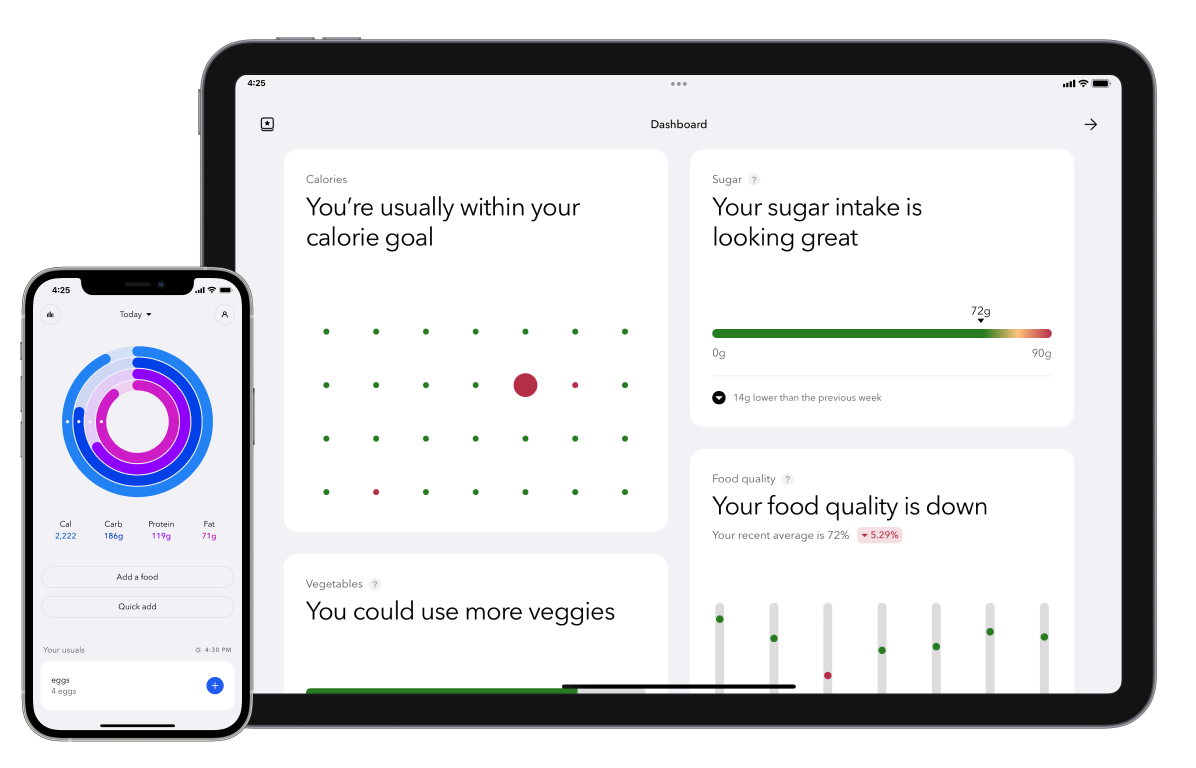 4:25
Dashboard
Calories
You're usually within your
calorie goal
Sugar ?
Your sugar intake is
looking great
72g
0g 90g
14g lower than the previous week
Food quality ?
Your food quality is down
Your recent average is 72% 5.29%
Vegetables ?
You could use more veggies
4:25
Today
Cal Carb Protein Fat
2,222 186g 119g 71g
Add a food
Quick add
Your usuals 4:30 PM
eggs
4 eggs